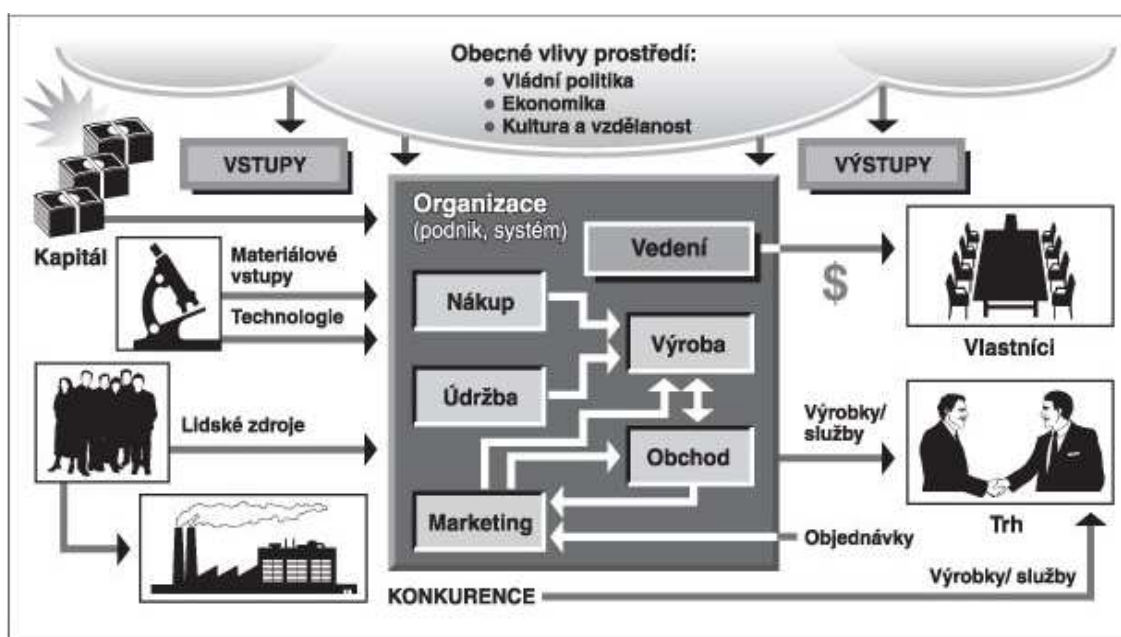 Obecné vlivy prostředí:
• Vládní politika
• Ekonomika
• Kultura a vzdělanost
VSTUPY
VÝSTUPY
Kapitál
Materiálové
vstupy
Technologie
Lidské zdroje
Organizace
(podnik, systém)
Vedení
Nákup
Výroba
Údržba
Obchod
Marketing
$
Vlastníci
Výrobky/
služby
Trh
Objednávky
Výrobky/ služby
KONKURENCE